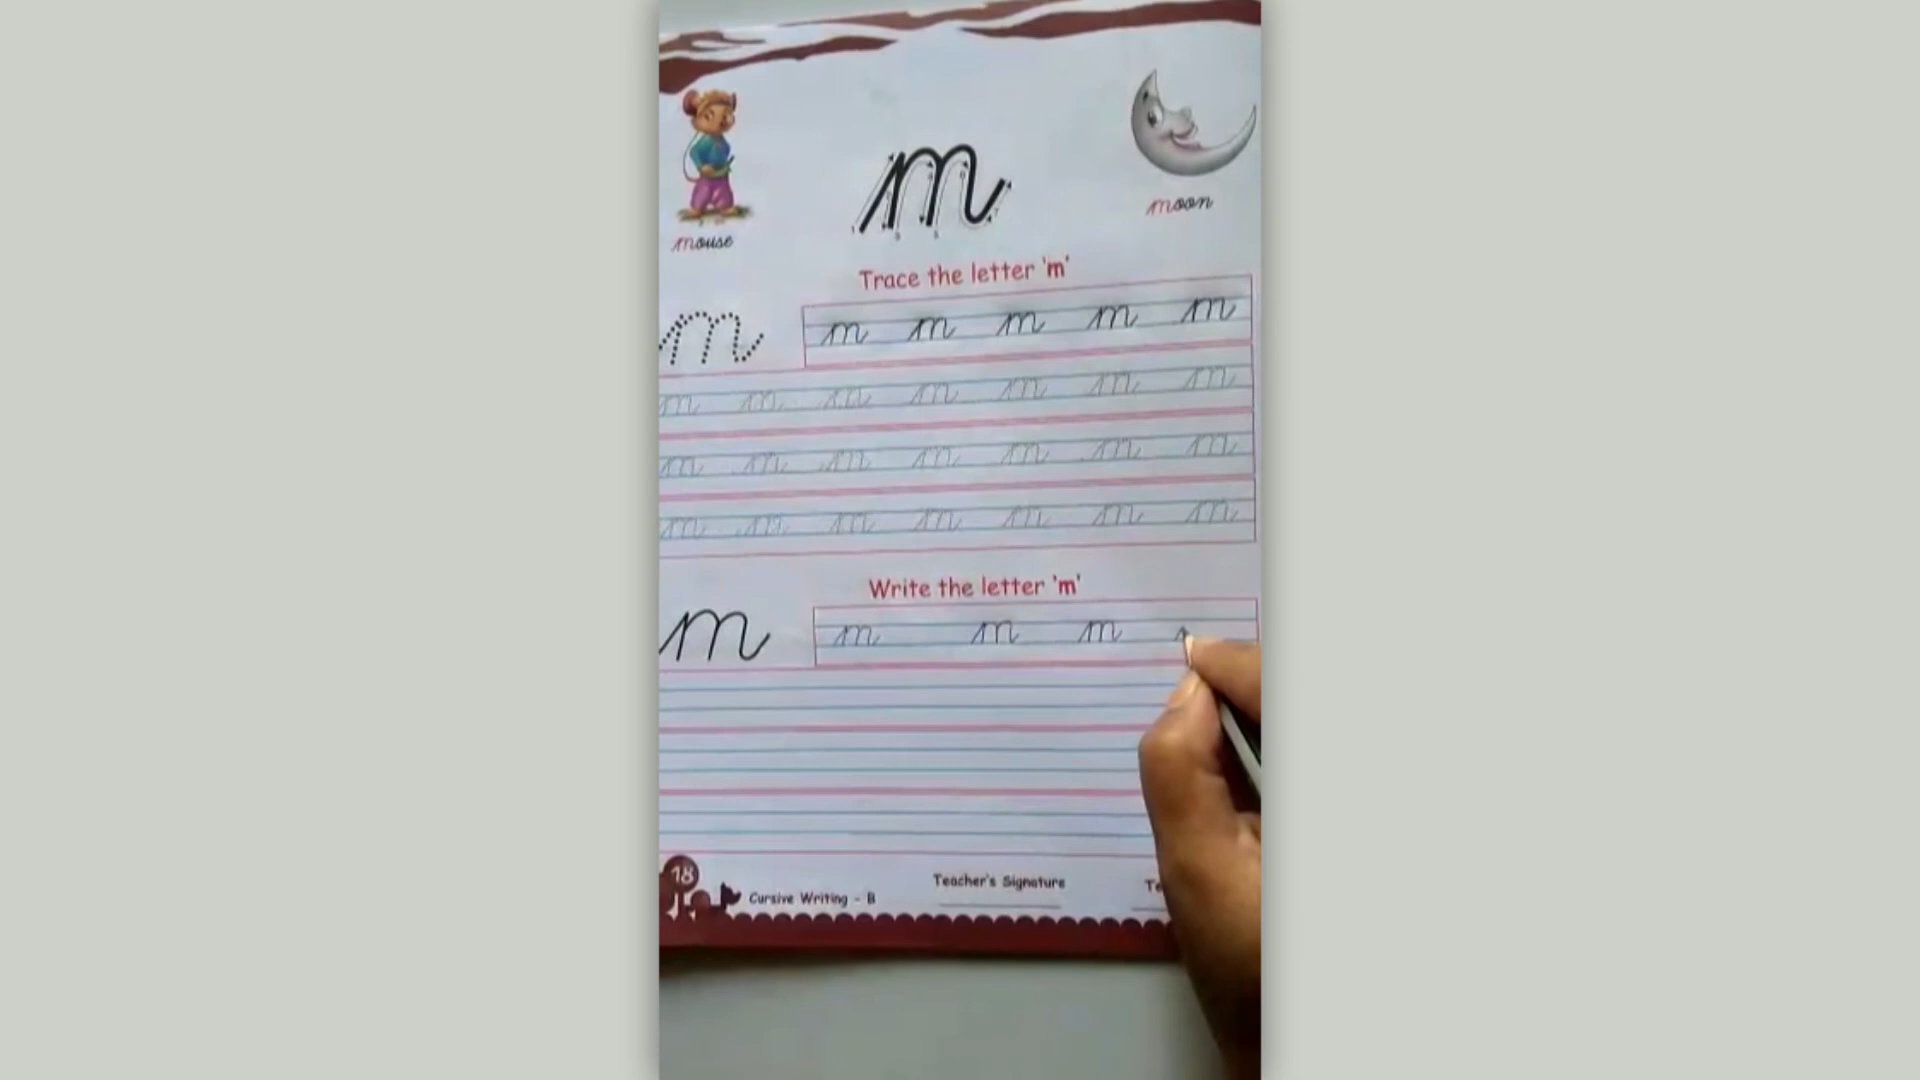 m
mouse
moon
Trace the letter 'm'
m m m m m m
m m m m m m m
m m m m m m m
m m m m m m m
Write the letter 'm'
m m m m
18
Cursive Writing - B
Teacher's Signature